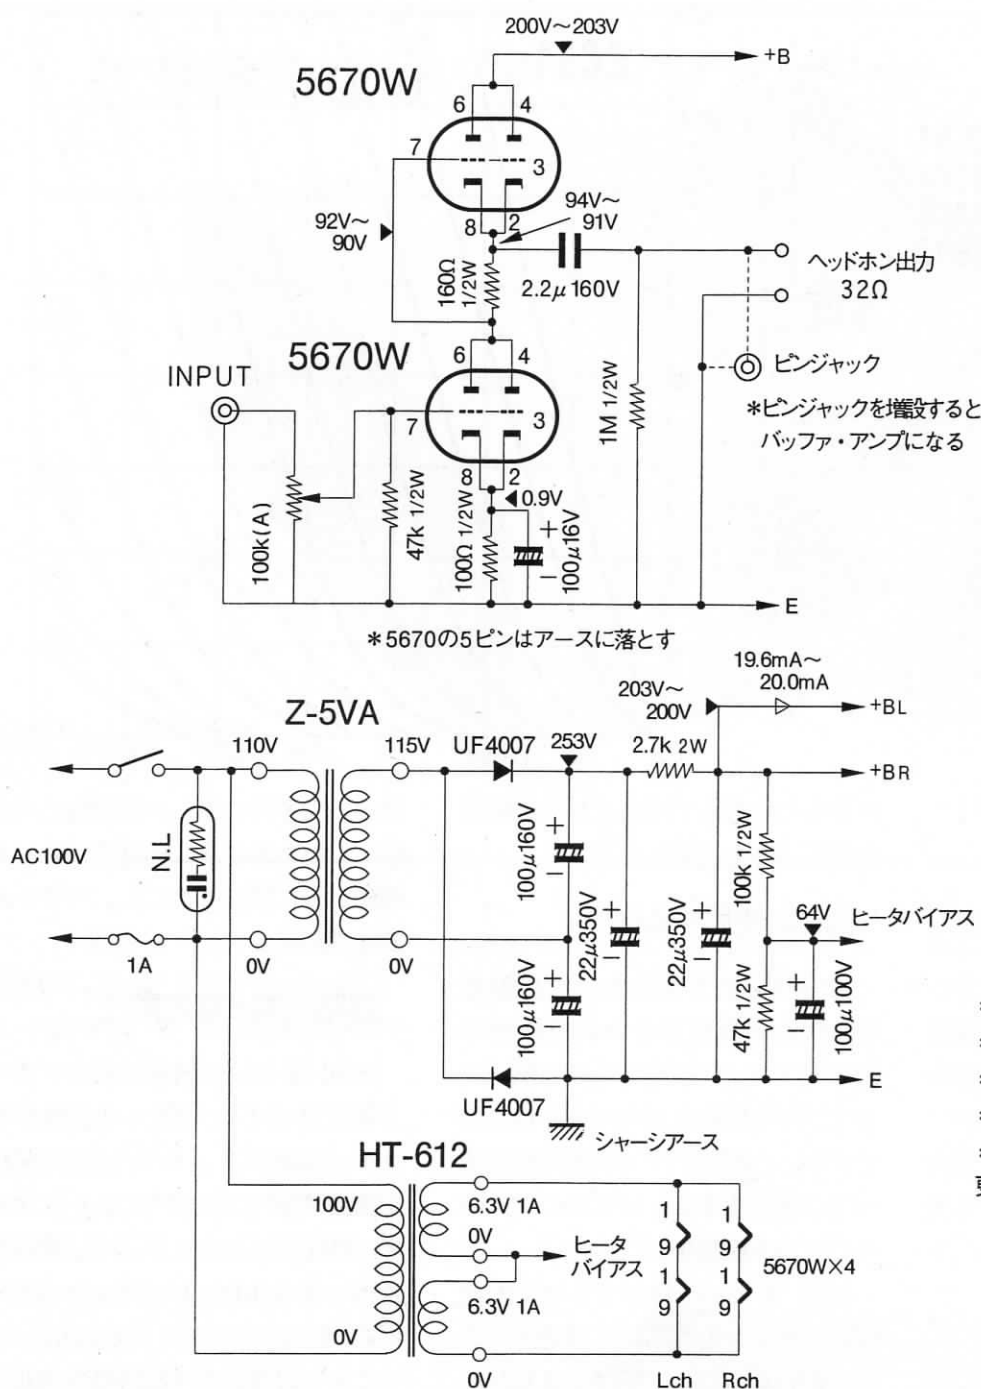 200V～203V
+B
5670W
6
4
7
3
8
2
94V～
91V
92V～
90V
160Ω
1/2W
2.2μ160V
ヘッドホン出力
32Ω
5670W
6
4
INPUT
7
3
8
2
1M 1/2W
ピンジャック
＊ピンジャックを増設すると
バッファ・アンプになる
100k(A)
47k 1/2W
0.9V
100Ω 1/2W
+
−
100μ16V
E
＊5670の5ピンはアースに落とす
19.6mA～
20.0mA
203V～
200V
+BL
Z-5VA
110V
115V
UF4007
253V
2.7k 2W
+BR
AC100V
N.L
+
−
100μ160V
22μ350V
+
−
22μ350V
+
−
100k 1/2W
64V
ヒータバイアス
1A
0V
0V
100μ160V
+
−
47k 1/2W
+
−
100μ100V
UF4007
E
シャーシアース
HT-612
100V
6.3V 1A
0V
ヒータ
バイアス
6.3V 1A
0V
0V
1
9
1
9
1
9
1
9
5670W×4
Lch
Rch